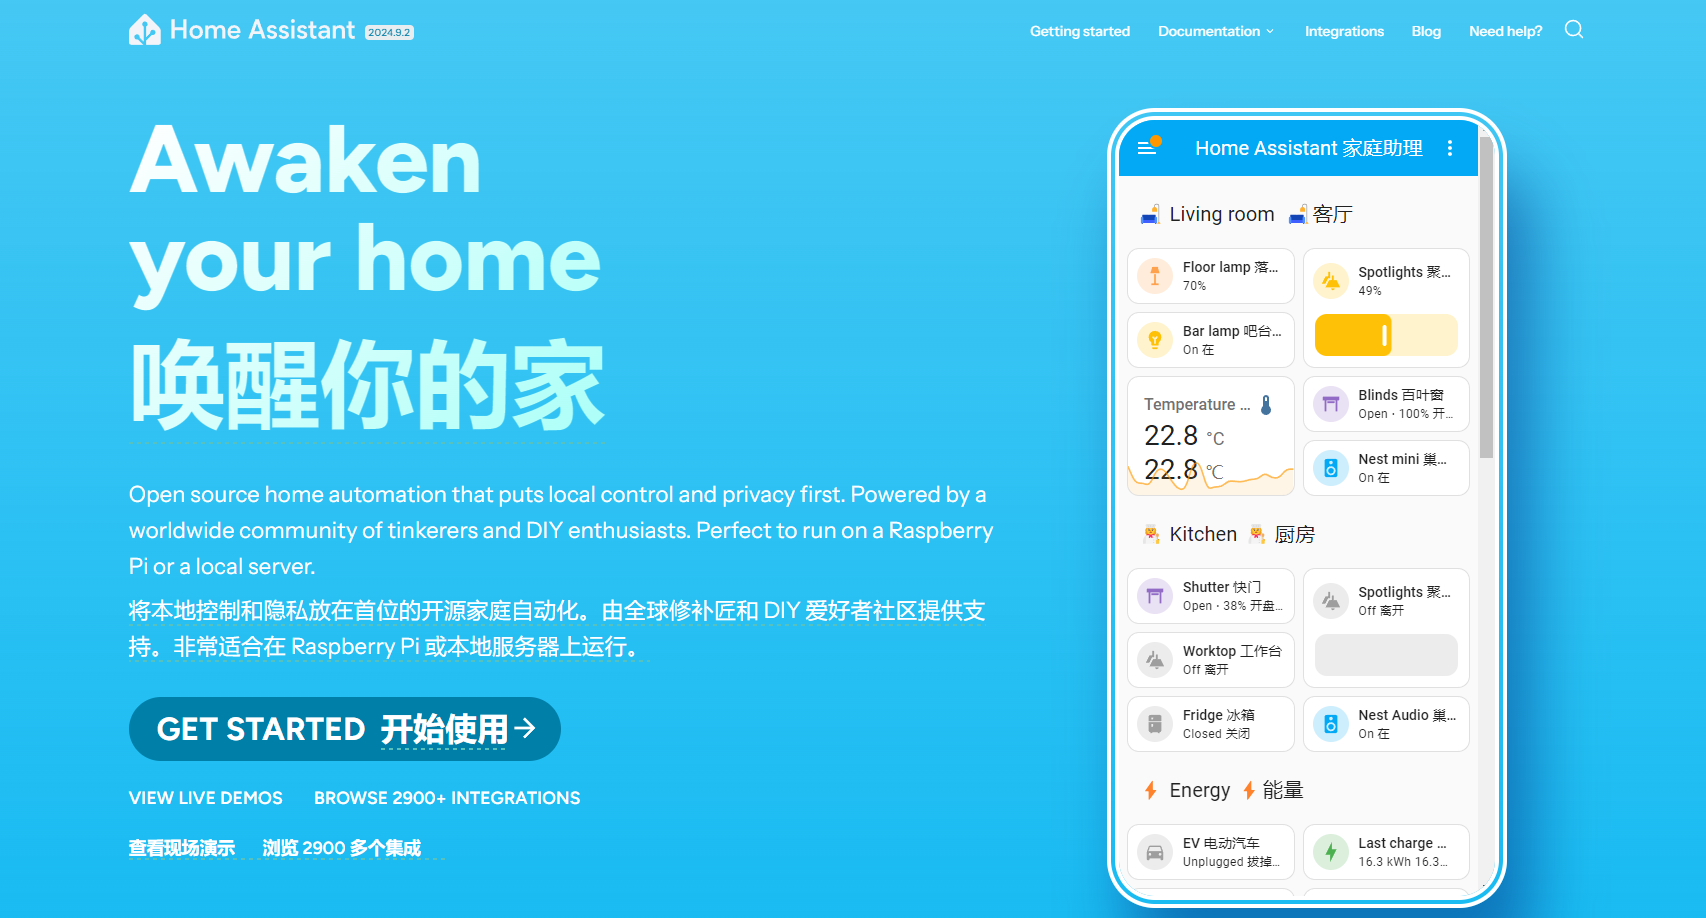 Home Assistant 2024.9.2
Getting started Documentation Integrations Blog Need help?
Awaken
your home
唤醒你的家
Open source home automation that puts local control and privacy first. Powered by a
worldwide community of tinkerers and DIY enthusiasts. Perfect to run on a Raspberry
Pi or a local server.
将本地控制和隐私放在首位的开源家庭自动化。由全球修补匠和 DIY 爱好者社区提供支
持。非常适合在 Raspberry Pi 或本地服务器上运行。
GET STARTED 开始使用
VIEW LIVE DEMOS BROWSE 2900+ INTEGRATIONS
查看现场演示 浏览 2900 多个集成
Home Assistant 家庭助理
Living room 客厅
Floor lamp 落...
70%
Spotlights 聚...
49%
Bar lamp 吧台...
On 在
Temperature ...
22.8 °C
22.8 °C
Blinds 百叶窗
Open · 100% 开...
Nest mini 巢...
On 在
Kitchen 厨房
Shutter 快门
Open · 38% 开盘...
Spotlights 聚...
Off 离开
Worktop 工作台
Off 离开
Fridge 冰箱
Closed 关闭
Nest Audio 巢...
On 在
Energy 能量
EV 电动汽车
Unplugged 拔掉...
Last charge ...
16.3 kWh 16.3...